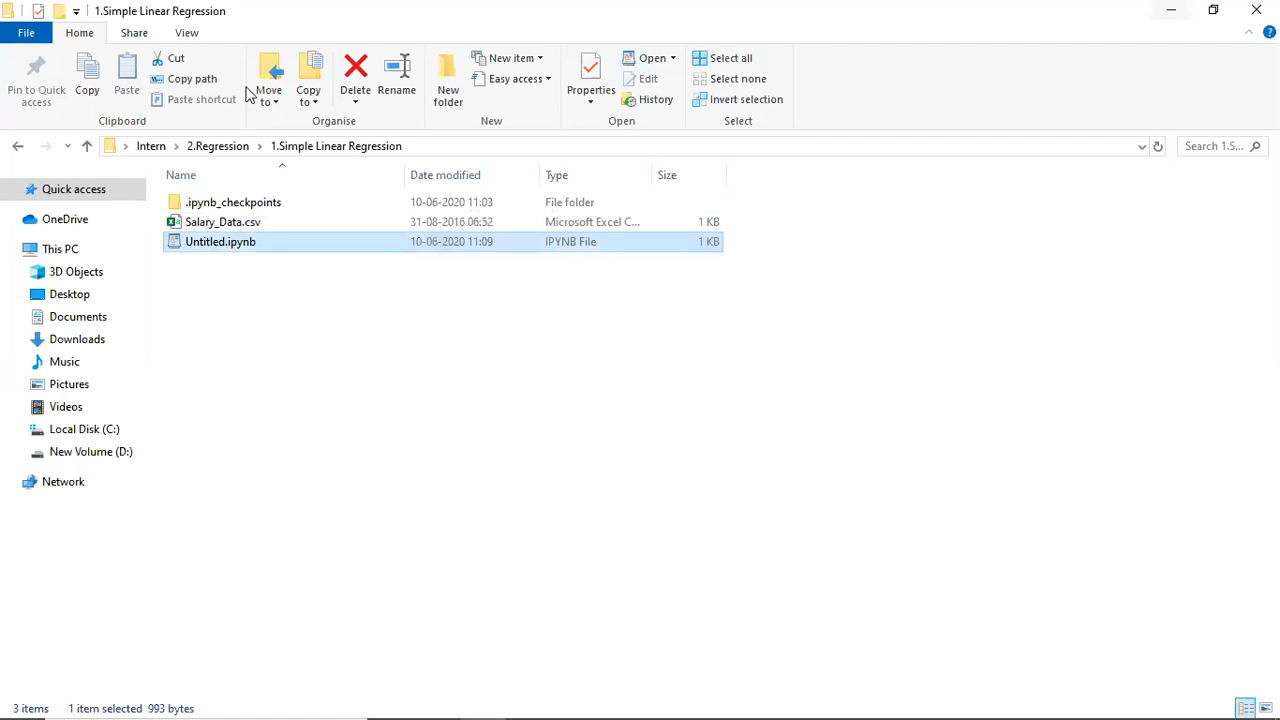 1.Simple Linear Regression
File Home Share View
Pin to Quick access
Copy
Paste
Cut
Copy path
Paste shortcut
Clipboard
Move to
Copy to
Delete
Rename
Organise
New folder
New item
Easy access
New
Properties
Open
Edit
History
Open
Select all
Select none
Invert selection
Select
Intern 2.Regression 1.Simple Linear Regression
Search 1.S...
Name Date modified Type Size
.ipynb_checkpoints 10-06-2020 11:03 File folder
Salary_Data.csv 31-08-2016 06:52 Microsoft Excel C... 1 KB
Untitled.ipynb 10-06-2020 11:09 IPYNB File 1 KB
Quick access
OneDrive
This PC
3D Objects
Desktop
Documents
Downloads
Music
Pictures
Videos
Local Disk (C:)
New Volume (D:)
Network
3 items 1 item selected 993 bytes